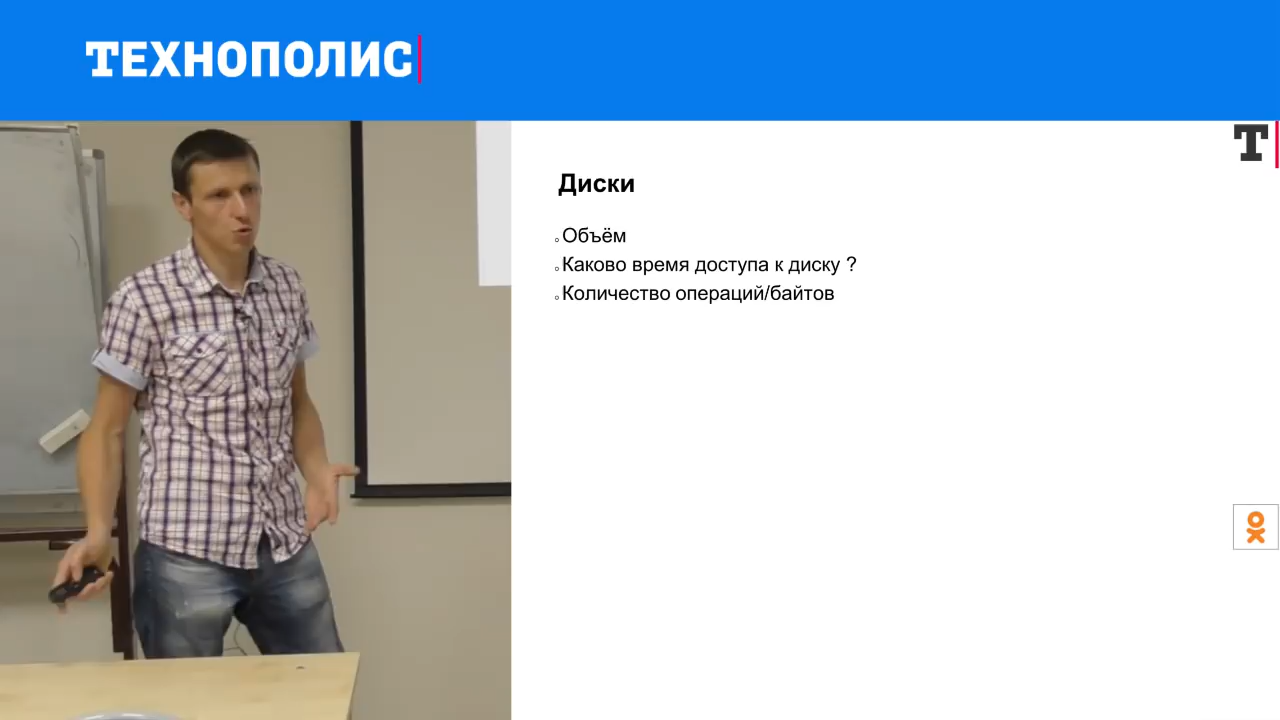 ТЕХНОПОЛИС
Т
Диски
Объём
Каково время доступа к диску ?
Количество операций/байтов